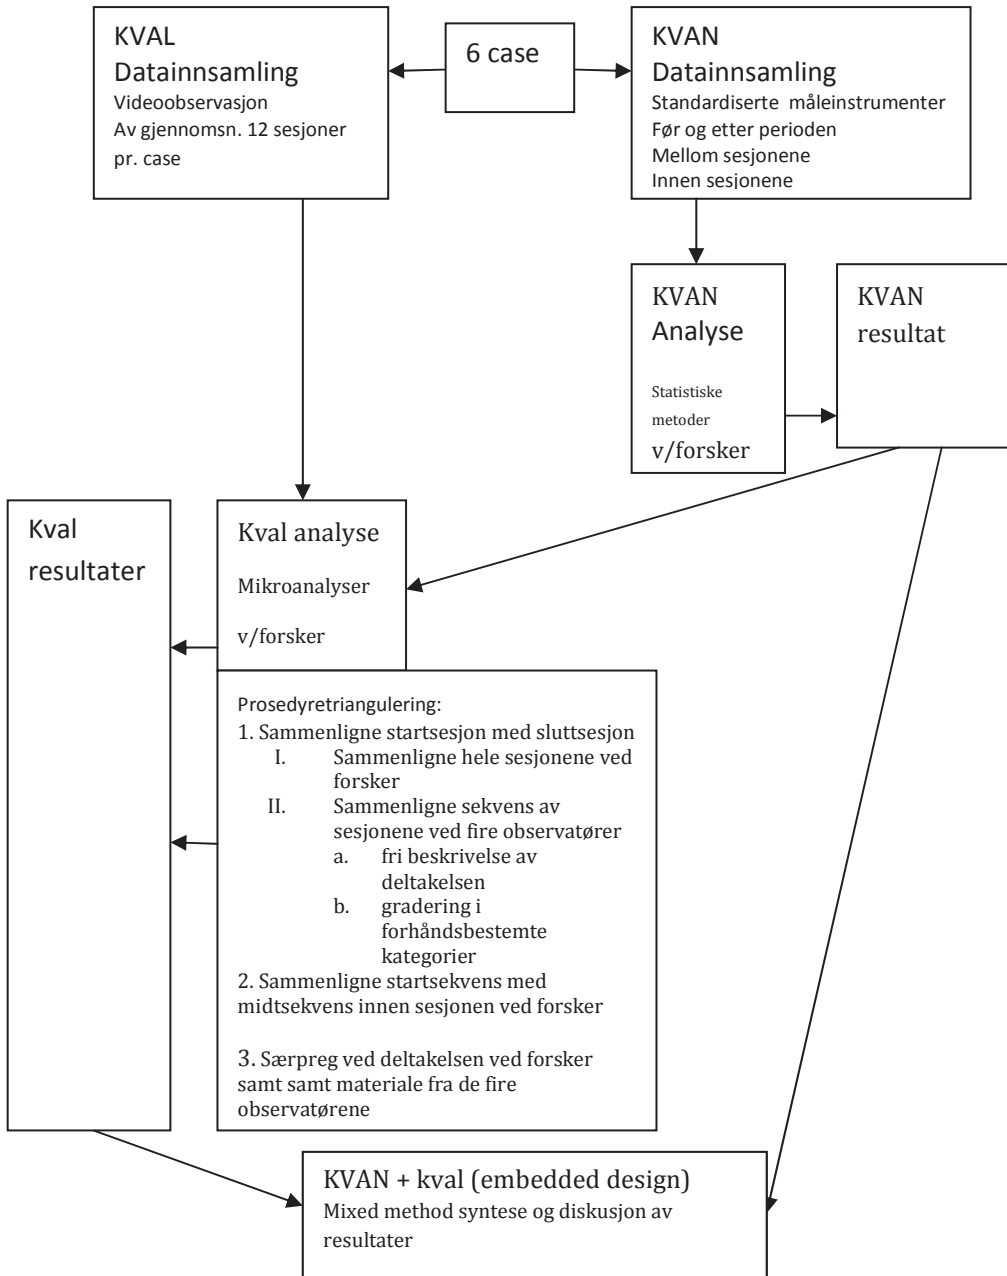 KVAL
Datainnsamling
Videoobservasjon
Av gjennomsn. 12 sesjoner
pr. case
6 case
KVAN
Datainnsamling
Standardiserte måleinstrumenter
Før og etter perioden
Mellom sesjonene
Innen sesjonene
KVAN
Analyse
Statistiske
metoder
v/forsker
KVAN
resultat
Kval
resultater
Kval analyse
Mikroanalyser
v/forsker
Prosedyretriangulering:
1. Sammenligne startsesjon med sluttsesjon
I. Sammenligne hele sesjonene ved
forsker
II. Sammenligne sekvens av
sesjonene ved fire observatører
a. fri beskrivelse av
deltakelsen
b. gradering i
forhåndsbestemte
kategorier
2. Sammenligne startsekvens med
midtsekvens innen sesjonen ved forsker
3. Særpreg ved deltakelsen ved forsker
samt samt materiale fra de fire
observatørene
KVAN + kval (embedded design)
Mixed method syntese og diskusjon av
resultater